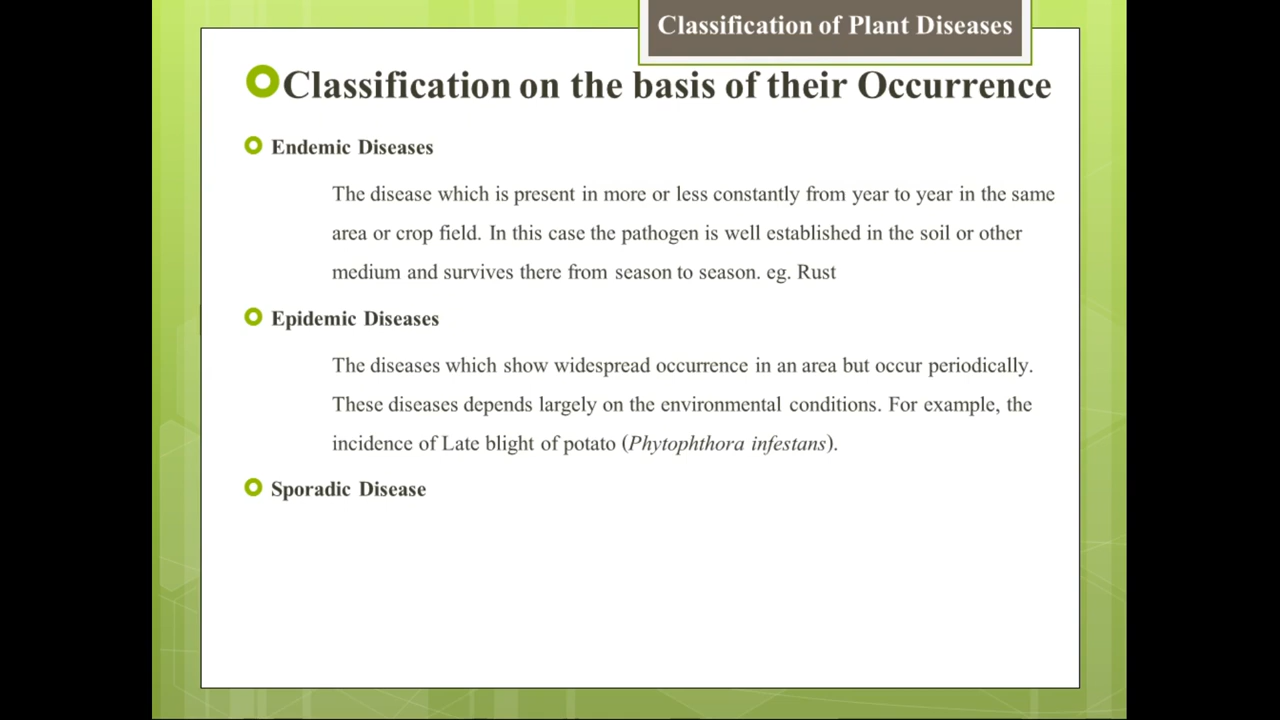 Classification of Plant Diseases
Classification on the basis of their Occurrence
Endemic Diseases
The disease which is present in more or less constantly from year to year in the same
area or crop field. In this case the pathogen is well established in the soil or other
medium and survives there from season to season. eg. Rust
Epidemic Diseases
The diseases which show widespread occurrence in an area but occur periodically.
These diseases depends largely on the environmental conditions. For example, the
incidence of Late blight of potato (Phytophthora infestans).
Sporadic Disease